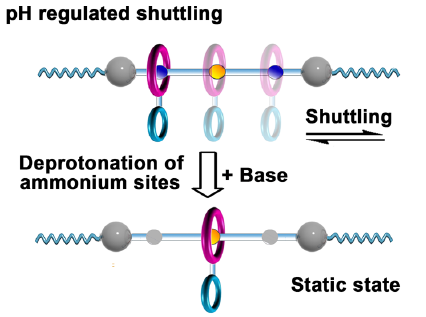 pH regulated shuttling
Shuttling
Deprotonation of
ammonium sites
+ Base
Static state